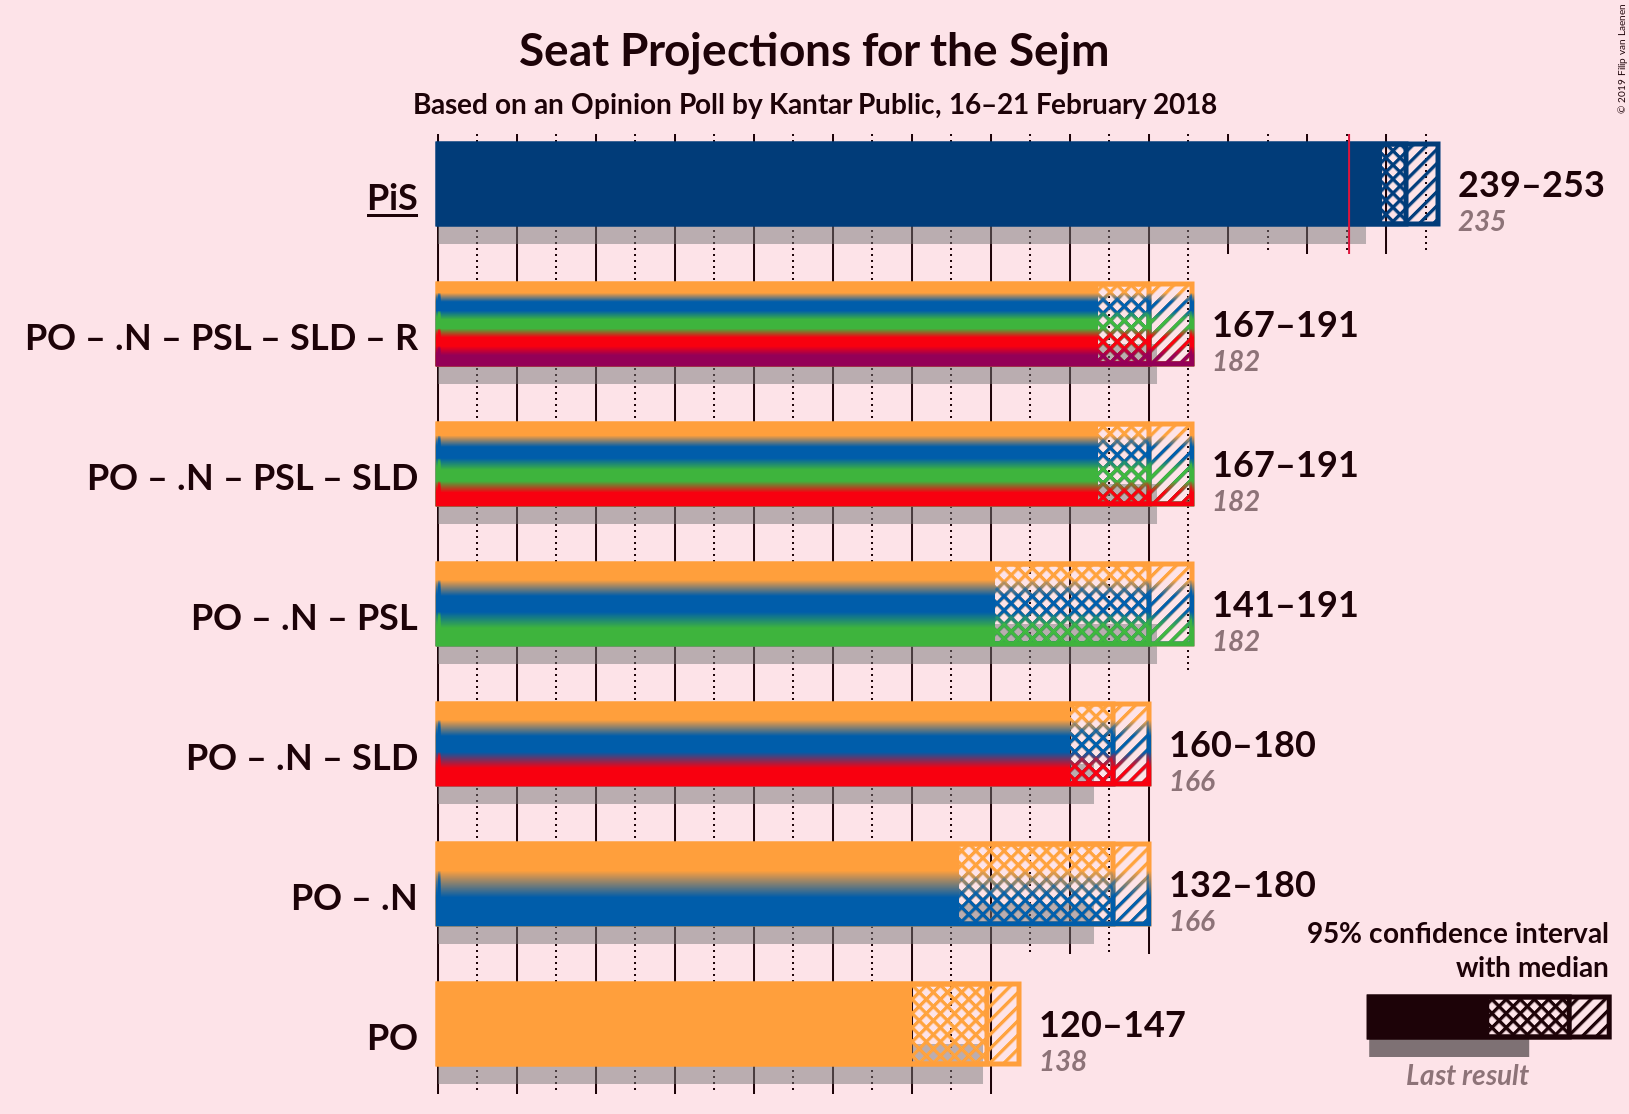 Seat Projections for the Sejm
Based on an Opinion Poll by Kantar Public, 16–21 February 2018
© 2019 Filip van Laenen
PiS
239–253
235
PO – .N – PSL – SLD – R
167–191
182
PO – .N – PSL – SLD
167–191
182
PO – .N – PSL
141–191
182
PO – .N – SLD
160–180
166
PO – .N
132–180
166
PO
120–147
138
95% confidence interval
with median
Last result